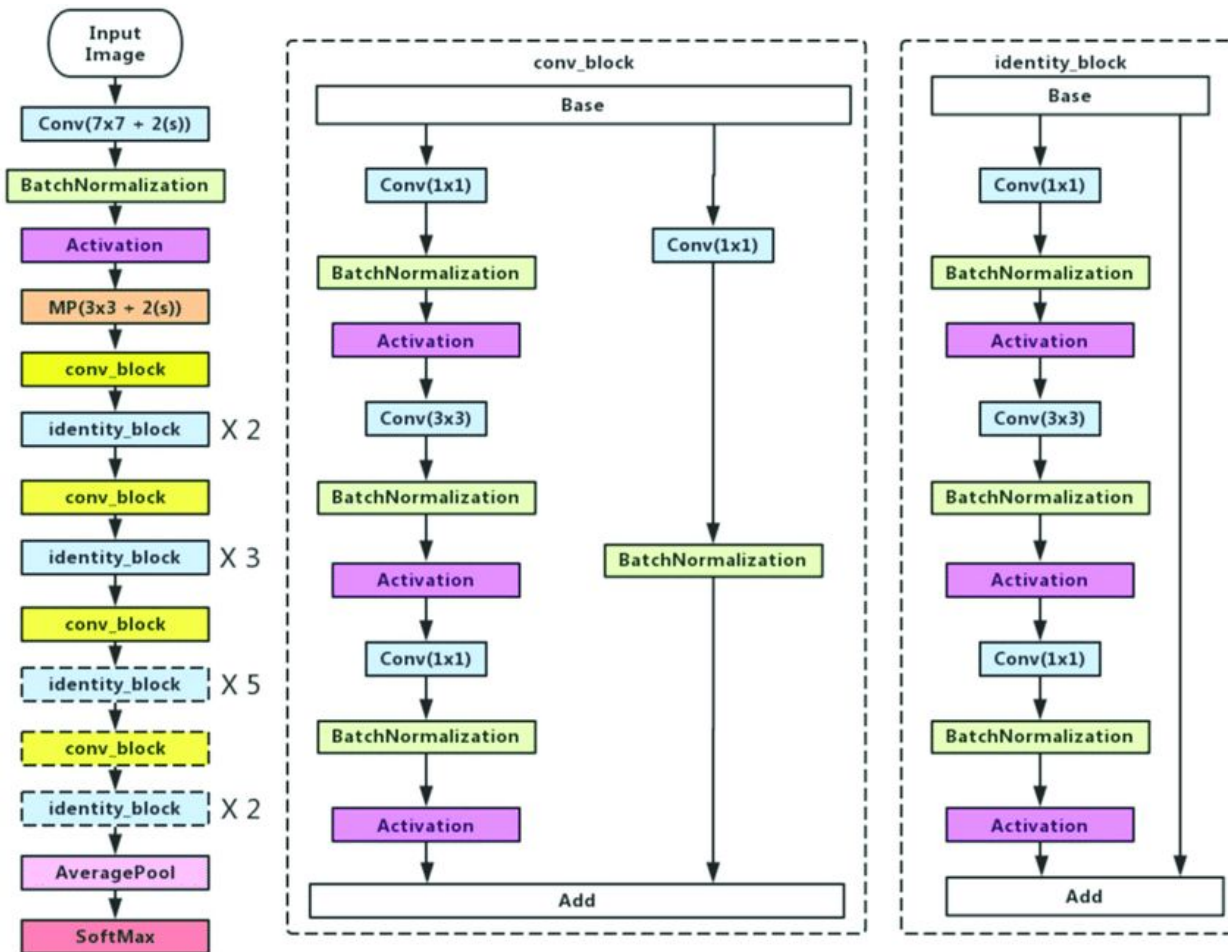 Input
Image
Conv(7x7 + 2(s))
BatchNormalization
Activation
MP(3x3 + 2(s))
conv_block
identity_block X 2
conv_block
identity_block X 3
conv_block
identity_block X 5
conv_block
identity_block X 2
AveragePool
SoftMax
conv_block
Base
Conv(1x1)
BatchNormalization
Activation
Conv(3x3)
BatchNormalization
Activation
Conv(1x1)
BatchNormalization
Activation
Conv(1x1)
BatchNormalization
Add
identity_block
Base
Conv(1x1)
BatchNormalization
Activation
Conv(3x3)
BatchNormalization
Activation
Conv(1x1)
BatchNormalization
Activation
Add